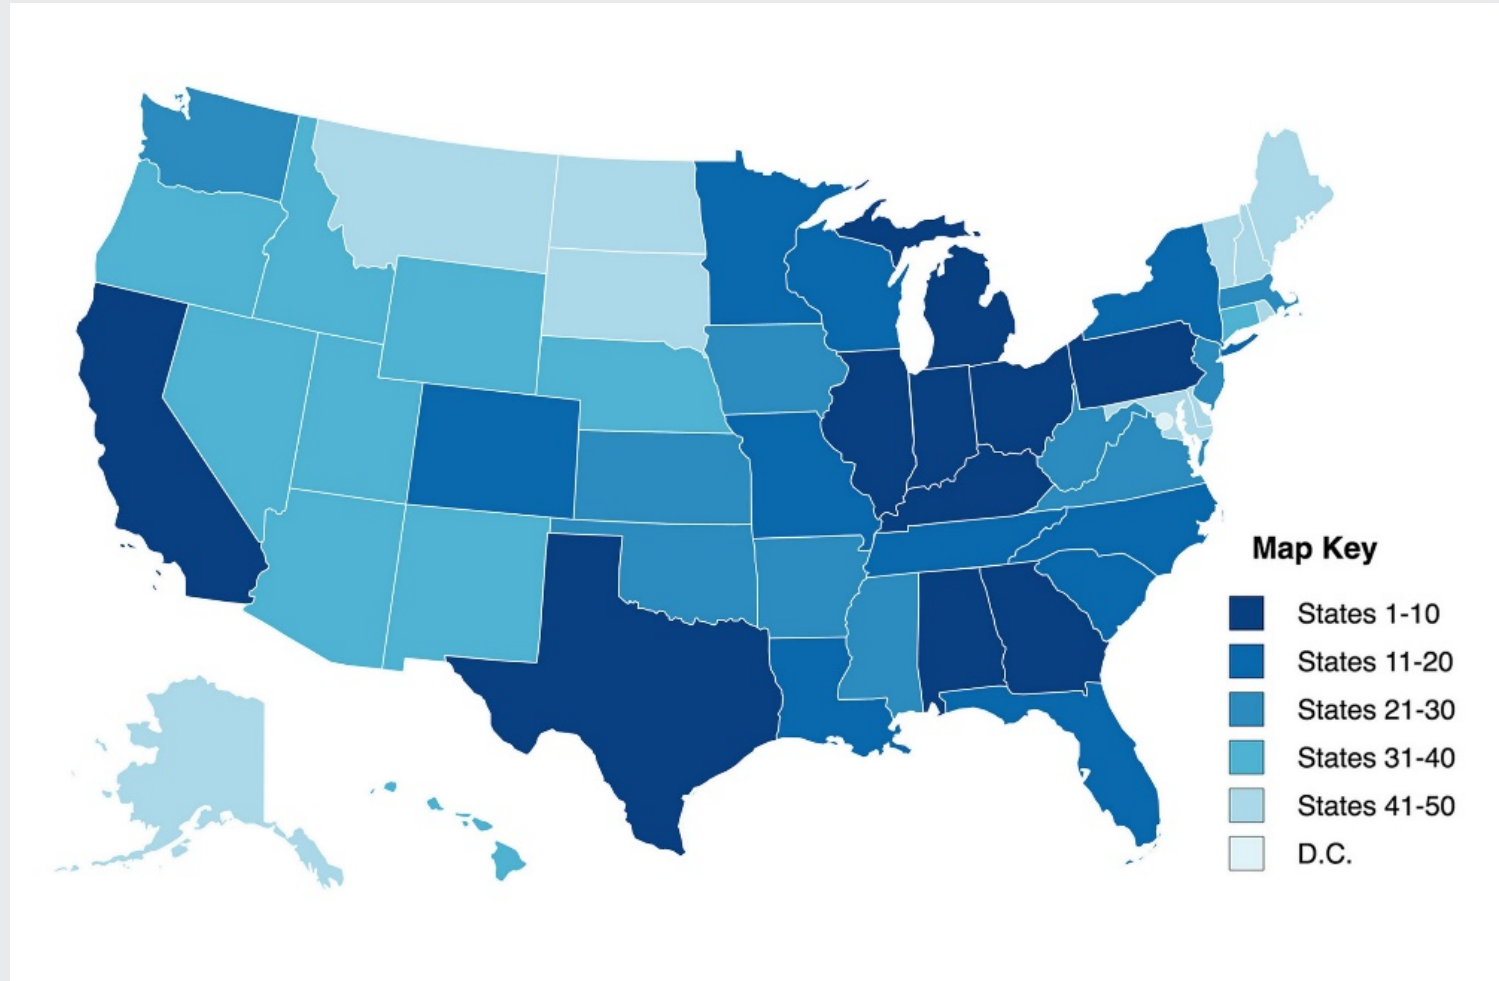 Map Key
States 1-10
States 11-20
States 21-30
States 31-40
States 41-50
D.C.